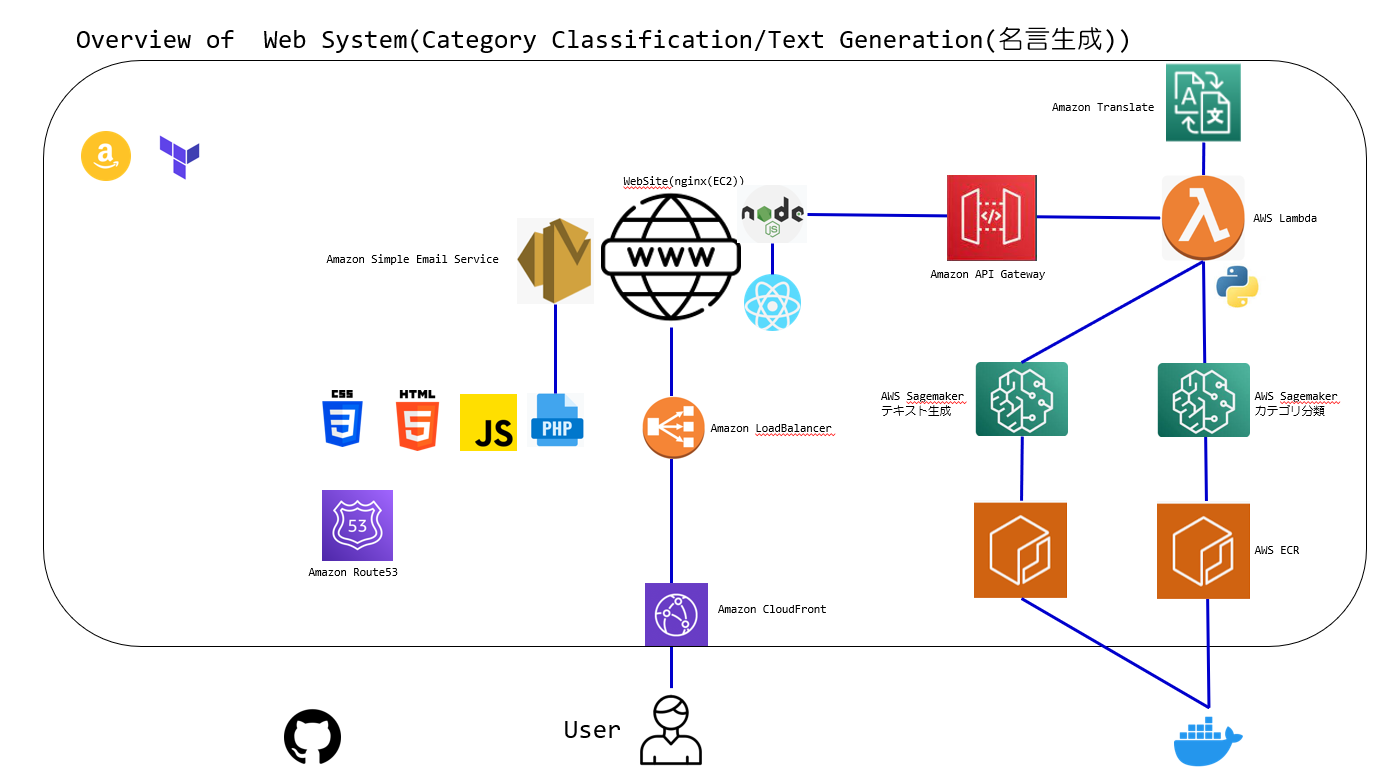 Overview of  Web System(Category Classification/Text Generation(名言生成))
Amazon Translate
A
文
a
WebSite(nginx(EC2))
node
JS
</>
AWS Lambda
Amazon Simple Email Service
WWW
Amazon API Gateway
CSS
3
HTML
5
JS
PHP
Amazon LoadBalancer
AWS Sagemaker
テキスト生成
AWS Sagemaker
カテゴリ分類
53
Amazon Route53
AWS ECR
Amazon CloudFront
User